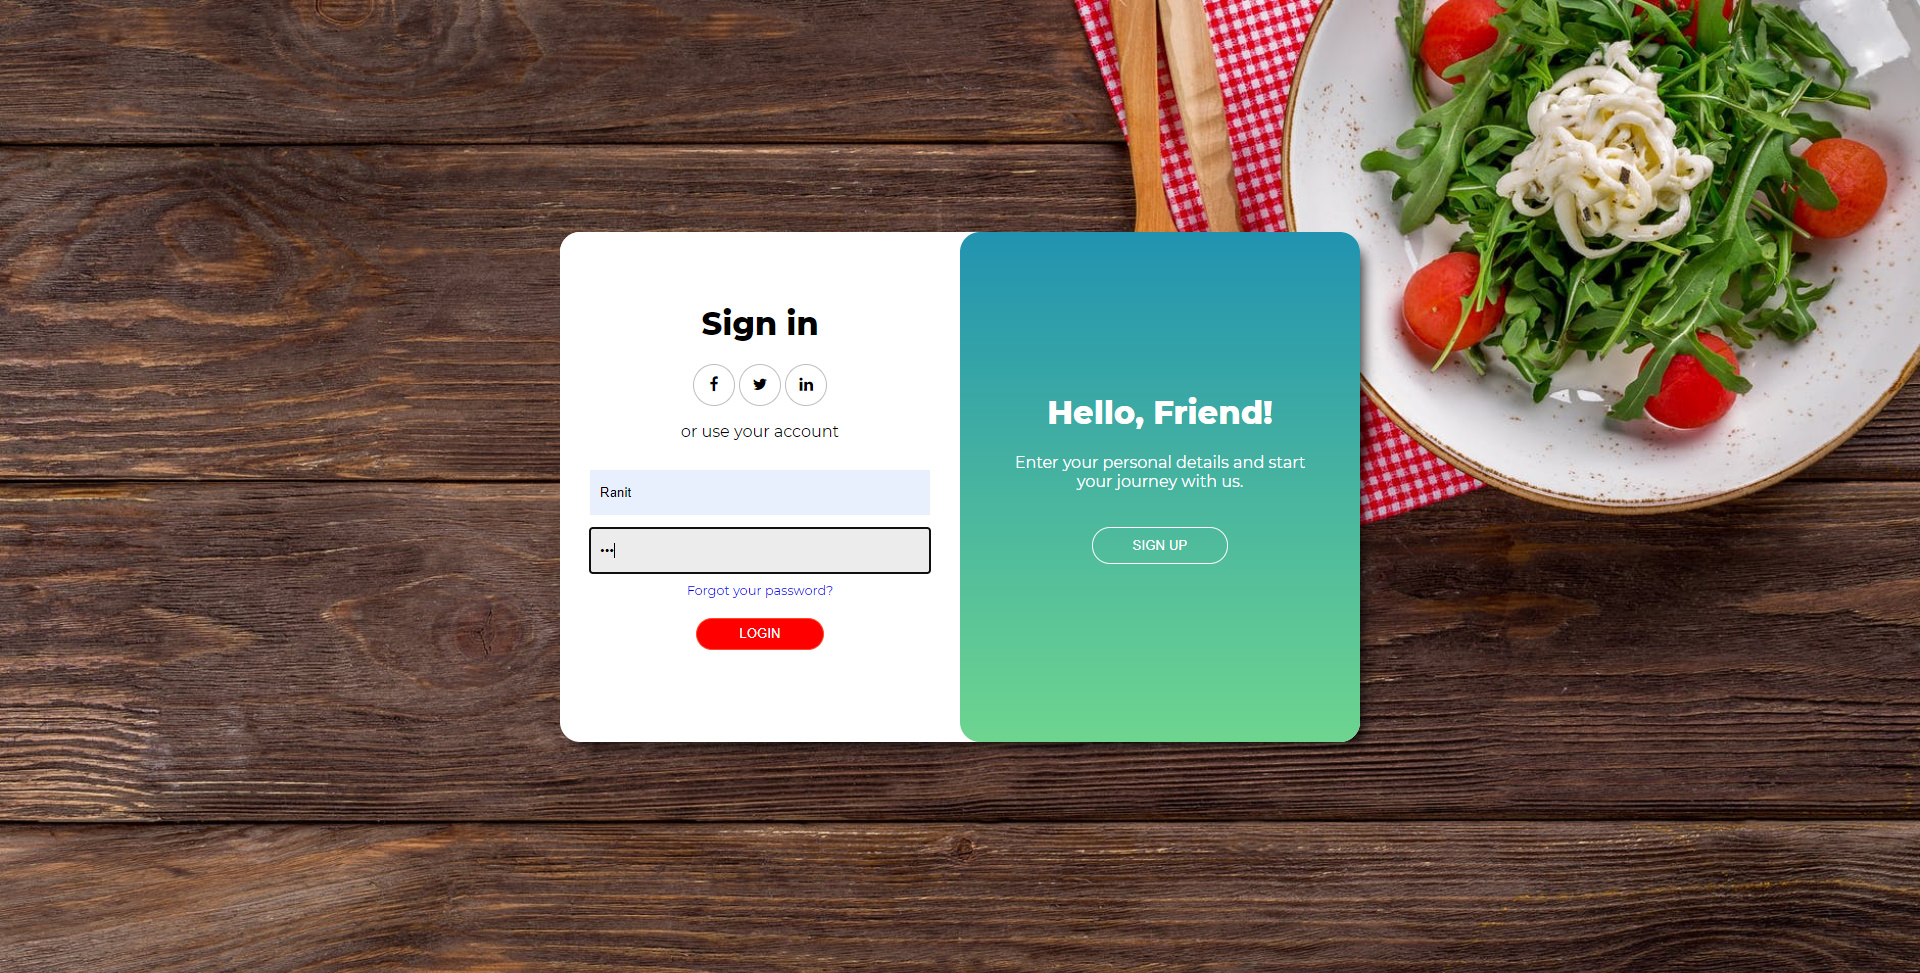 Sign in
or use your account
Ranit
•••
Forgot your password?
LOGIN
Hello, Friend!
Enter your personal details and start
your journey with us.
SIGN UP